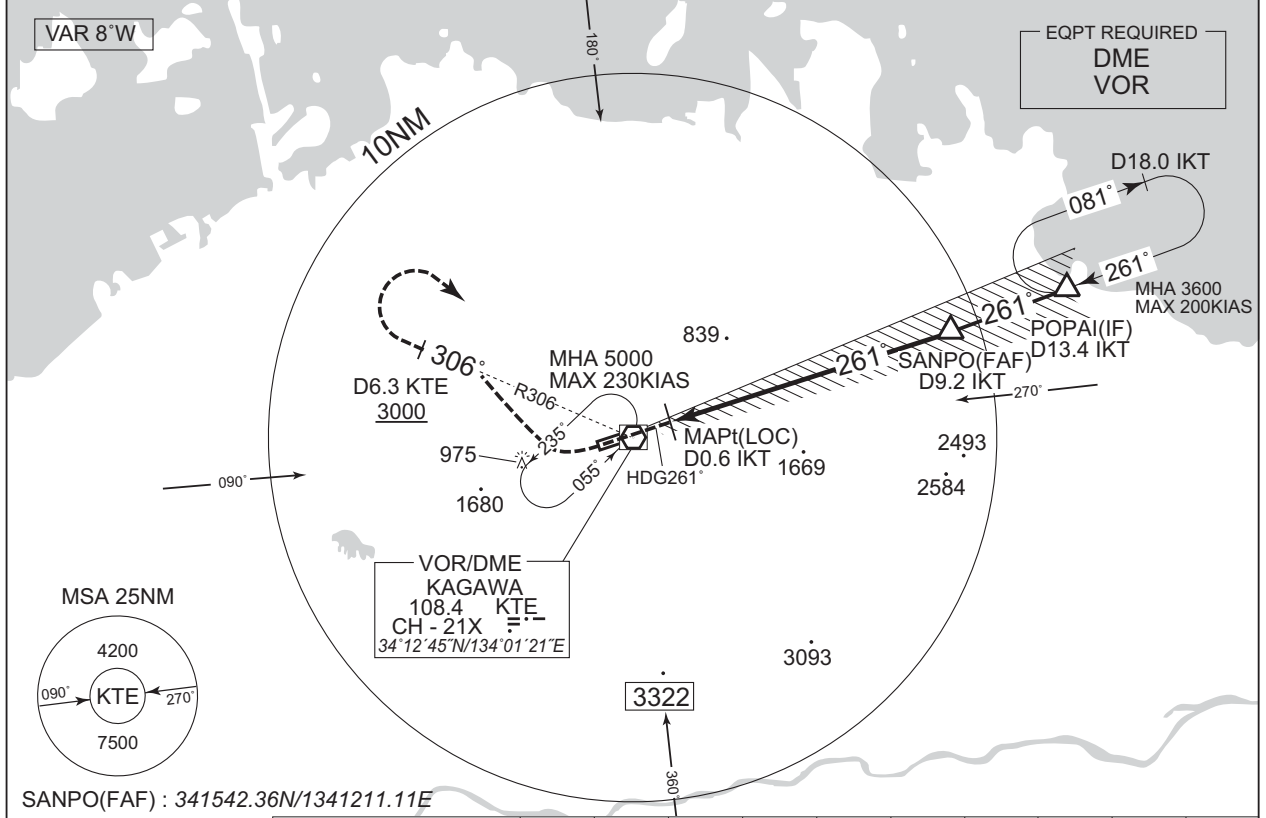 VAR 8°W
180°
EQPT REQUIRED
DME
VOR
10NM
D18.0 IKT
081°
261°
MHA 3600
MAX 200KIAS
261°
POPAI(IF)
D13.4 IKT
SANPO(FAF)
D9.2 IKT
270°
261°
839
306°
R306
D6.3 KTE
3000
MHA 5000
MAX 230KIAS
235°
055°
MAPt(LOC)
D0.6 IKT
HDG261°
975
1680
1669
2493
2584
090°
VOR/DME
KAGAWA
108.4 KTE
CH - 21X
34°12´45˝N/134°01´21˝E
MSA 25NM
4200
090°
KTE
270°
7500
3093
3322
360°
SANPO(FAF) : 341542.36N/1341211.11E